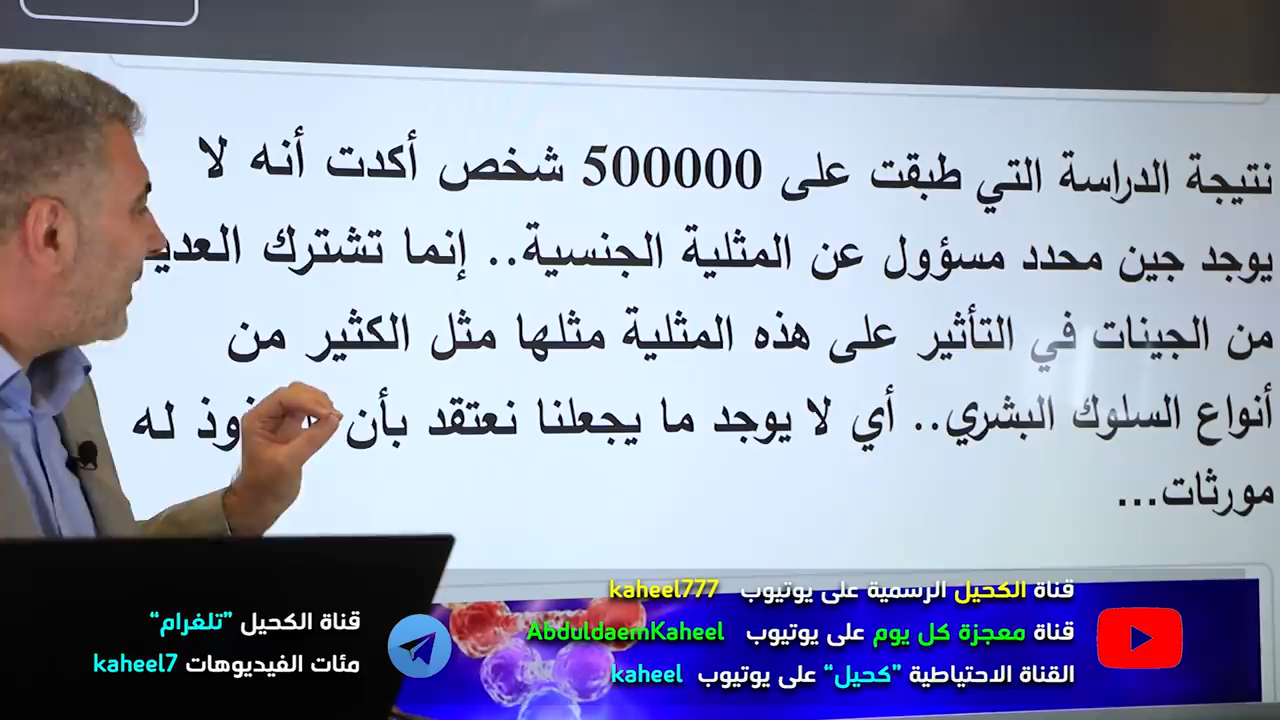 نتيجة الدراسة التي طبقت على 500000 شخص أكدت أنه لا
يوجد جين محدد مسؤول عن المثلية الجنسية.. إنما تشترك
من الجينات في التأثير على هذه المثلية مثلها مثل الكثير من
أنواع السلوك البشري.. أي لا يوجد ما يجعلنا نعتقد بأن له
مورثات...
قناة الكحيل الرسمية على يوتيوب kaheel777
قناة معجزة كل يوم على يوتيوب AbduldaemKaheel
القناة الاحتياطية "كحيل" على يوتيوب kaheel
قناة الكحيل "تلغرام"
مئات الفيديوهات kaheel7